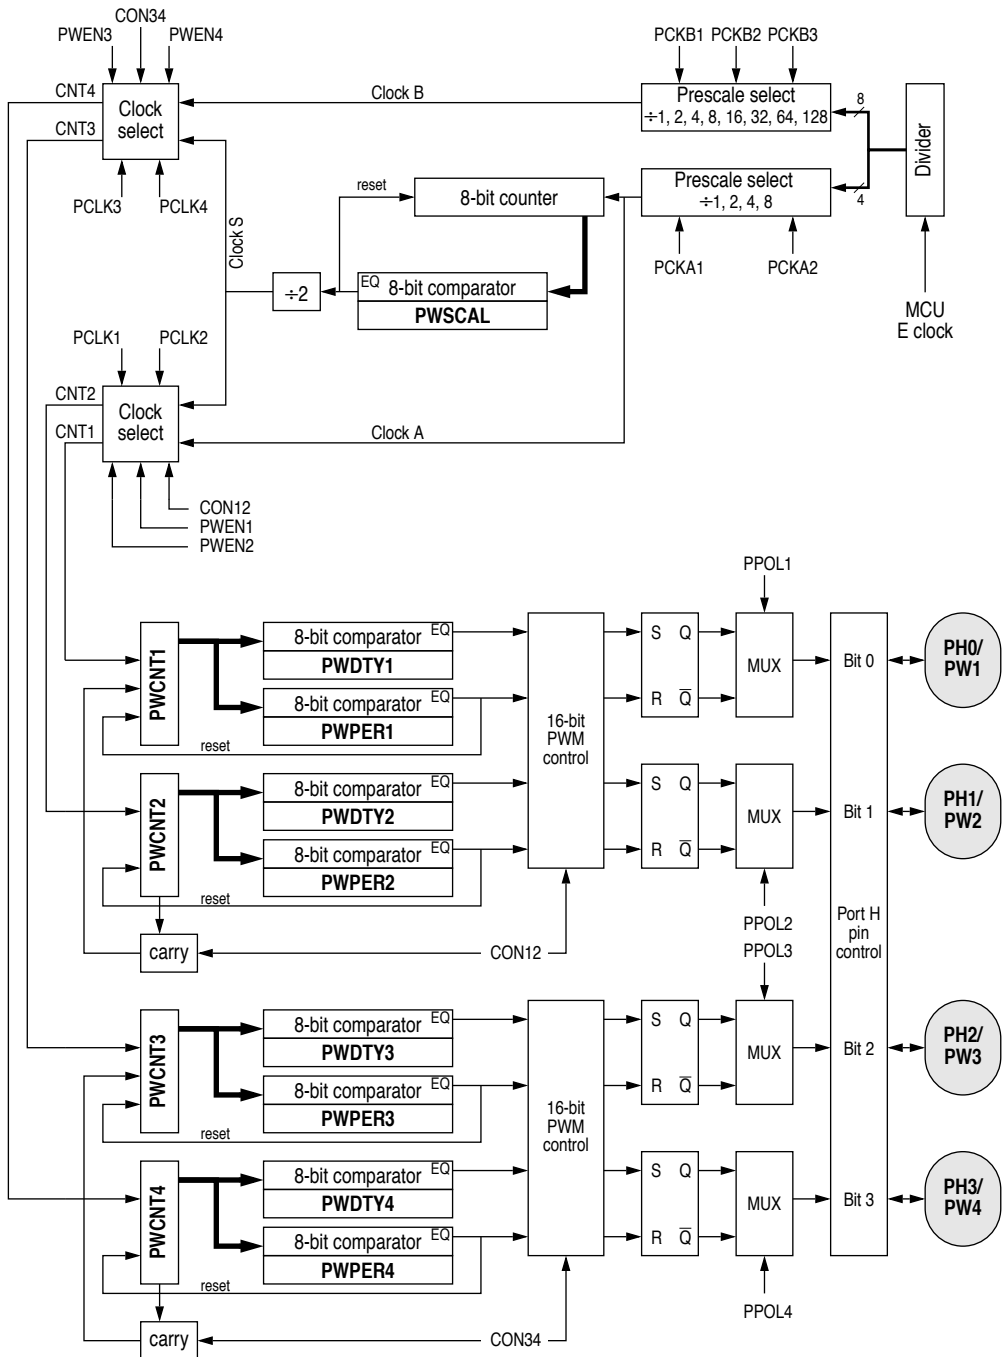 CON34
PWEN3
PWEN4
PCKB1
PCKB2
PCKB3
CNT4
CNT3
Clock
select
Clock B
Prescale select
÷1, 2, 4, 8, 16, 32, 64, 128
8
Divider
PCLK3
PCLK4
reset
8-bit counter
Prescale select
÷1, 2, 4, 8
4
Clock S
÷2
EQ
8-bit comparator
PWSCAL
PCKA1
PCKA2
MCU
E clock
PCLK1
PCLK2
CNT2
CNT1
Clock
select
Clock A
CON12
PWEN1
PWEN2
PPOL1
PWCNT1
8-bit comparator
EQ
PWDTY1
8-bit comparator
EQ
PWPER1
reset
16-bit
PWM
control
S Q
R Q̅
MUX
Bit 0
PH0/
PW1
PWCNT2
8-bit comparator
EQ
PWDTY2
8-bit comparator
EQ
PWPER2
reset
S Q
R Q̅
MUX
Bit 1
PH1/
PW2
carry
CON12
PPOL2
PPOL3
Port H
pin
control
PWCNT3
8-bit comparator
EQ
PWDTY3
8-bit comparator
EQ
PWPER3
reset
16-bit
PWM
control
S Q
R Q̅
MUX
Bit 2
PH2/
PW3
PWCNT4
8-bit comparator
EQ
PWDTY4
8-bit comparator
EQ
PWPER4
reset
S Q
R Q̅
MUX
Bit 3
PH3/
PW4
PPOL4
carry
CON34